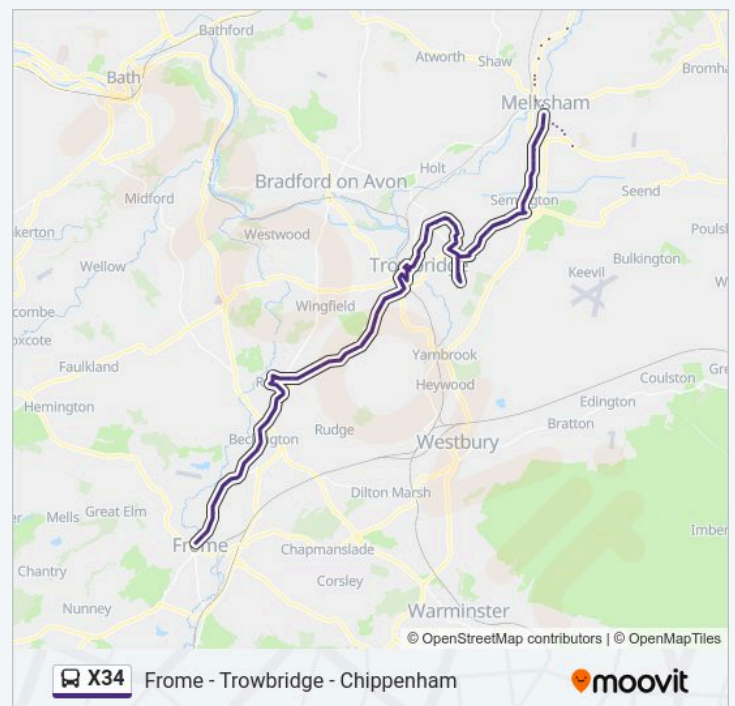 Bathford
Bath
Atworth
Shaw
Bromha
Melksham
Holt
Bradford on Avon
Midford
Semington
Seend
Westwood
Poulsh
kerton
Trowbridge
Bulkington
Wellow
Keevil
W
Wingfield
combe
oxcote
Yarnbrook
Faulkland
R
Heywood
Coulston
Gre
Hemington
Edington
Rudge
Bratton
Beckington
Westbury
Dilton Marsh
er
Mells
Great Elm
Imber
Frome
Chapmanslade
Chantry
Corsley
Nunney
Warminster
© OpenStreetMap contributors | © OpenMapTiles
X34 Frome - Trowbridge - Chippenham
moovit